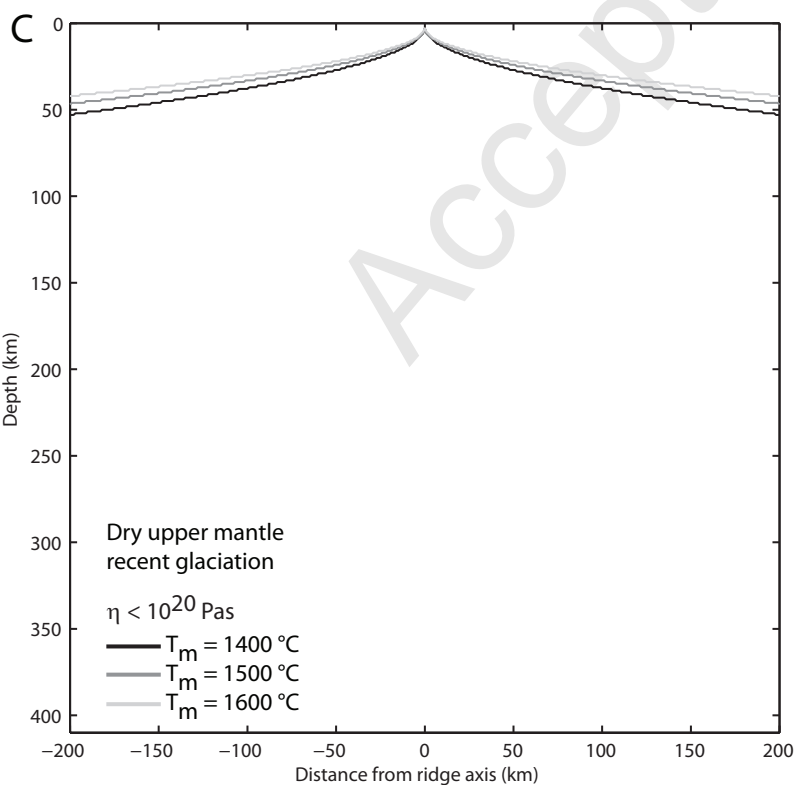 C
0
50
100
150
200
250
300
350
400
Depth (km)
Dry upper mantle
recent glaciation
η < 10^20 Pas
T_m = 1400 °C
T_m = 1500 °C
T_m = 1600 °C
−200 −150 −100 −50 0 50 100 150 200
Distance from ridge axis (km)
Accept